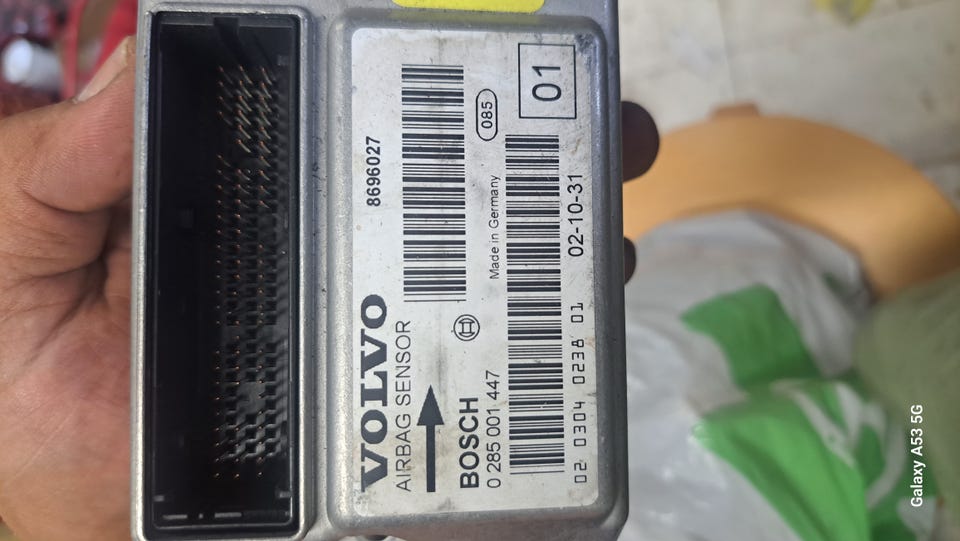 VOLVO
8696027
AIRBAG SENSOR
085
01
BOSCH
Made in Germany
0 285 001 447
02-10-31
02 0304 0238 01
Galaxy A53 5G